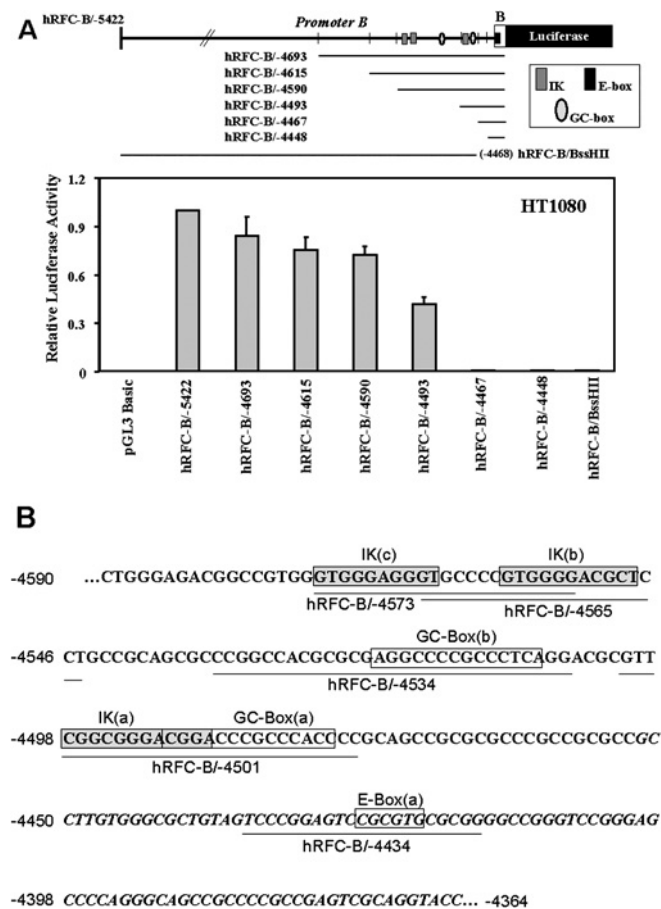 A
hRFC-B/-5422
Promoter B
B
Luciferase
hRFC-B/-4693
hRFC-B/-4615
hRFC-B/-4590
hRFC-B/-4493
hRFC-B/-4467
hRFC-B/-4448
IK
E-box
GC-box
(-4468) hRFC-B/BssHII
Relative Luciferase Activity
1.2
0.9
0.6
0.3
0
HT1080
pGL3 Basic
hRFC-B/-5422
hRFC-B/-4693
hRFC-B/-4615
hRFC-B/-4590
hRFC-B/-4493
hRFC-B/-4467
hRFC-B/-4448
hRFC-B/BssHII
B
IK(c) IK(b)
-4590 ...CTGGGAGACGGCCGTGGGTGGGAGGGTGCCCCGTGGGGACGCTC
hRFC-B/-4573 hRFC-B/-4565
GC-Box(b)
-4546 CTGCCGCAGCGCCCGGCCACGCGCGAGGCCCCGCCCTCAGGACGCGTT
hRFC-B/-4534
IK(a) GC-Box(a)
-4498 CGGCGGGACGGACCCGCCCACCCCGCAGCCGCGCGCCCGCCGCGCCGC
hRFC-B/-4501
E-Box(a)
-4450 CTTGTGGGCGCTGTAGTCCCGGAGTCCGCGTGCGCGGGGCCGGGTCCGGGAG
hRFC-B/-4434
-4398 CCCCAGGGCAGCCGCCCCGCCGAGTCGCAGGTACC... -4364